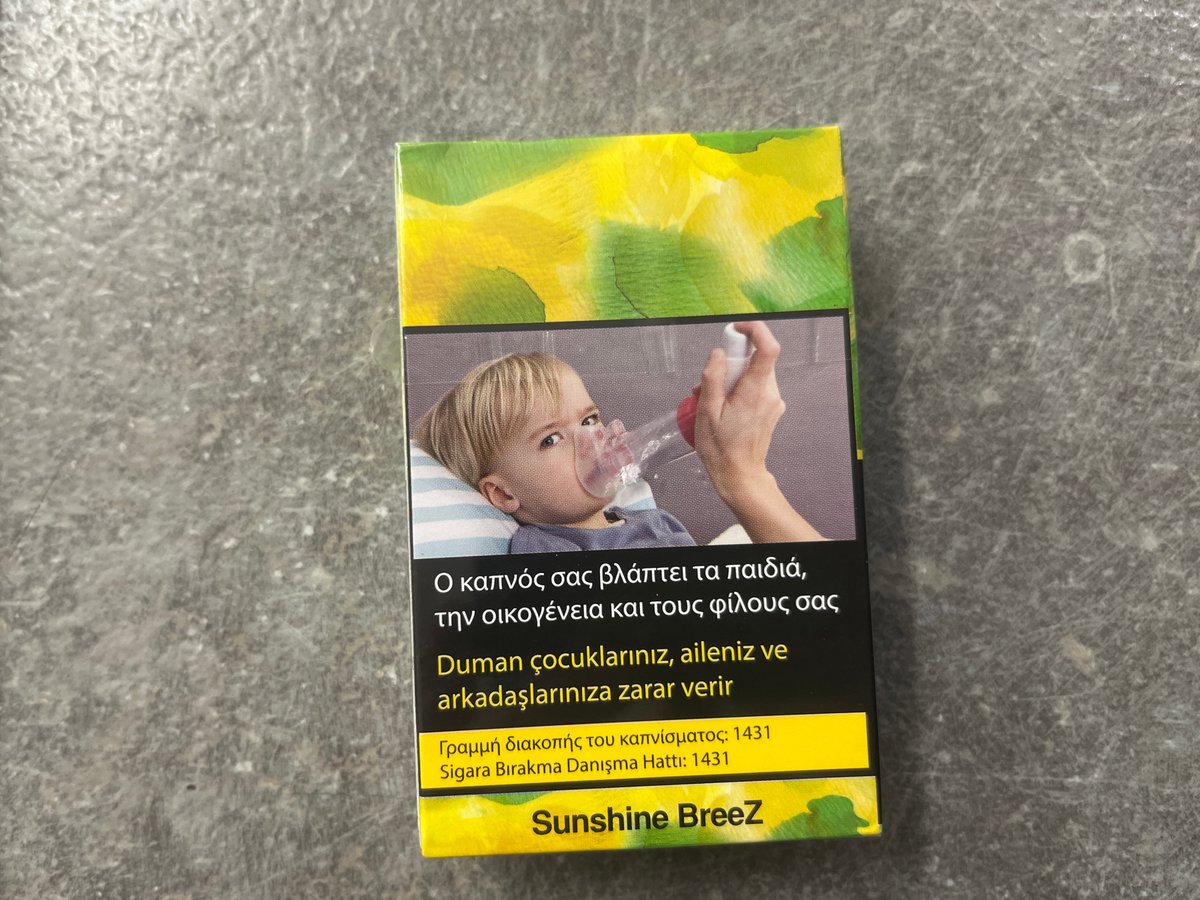 Ο καπνός σας βλάπτει τα παιδιά,
την οικογένεια και τους φίλους σας
Duman çocuklarınız, aileniz ve
arkadaşlarınıza zarar verir
Γραμμή διακοπής του καπνίσματος: 1431
Sigara Bırakma Danışma Hattı: 1431
Sunshine BreeZ